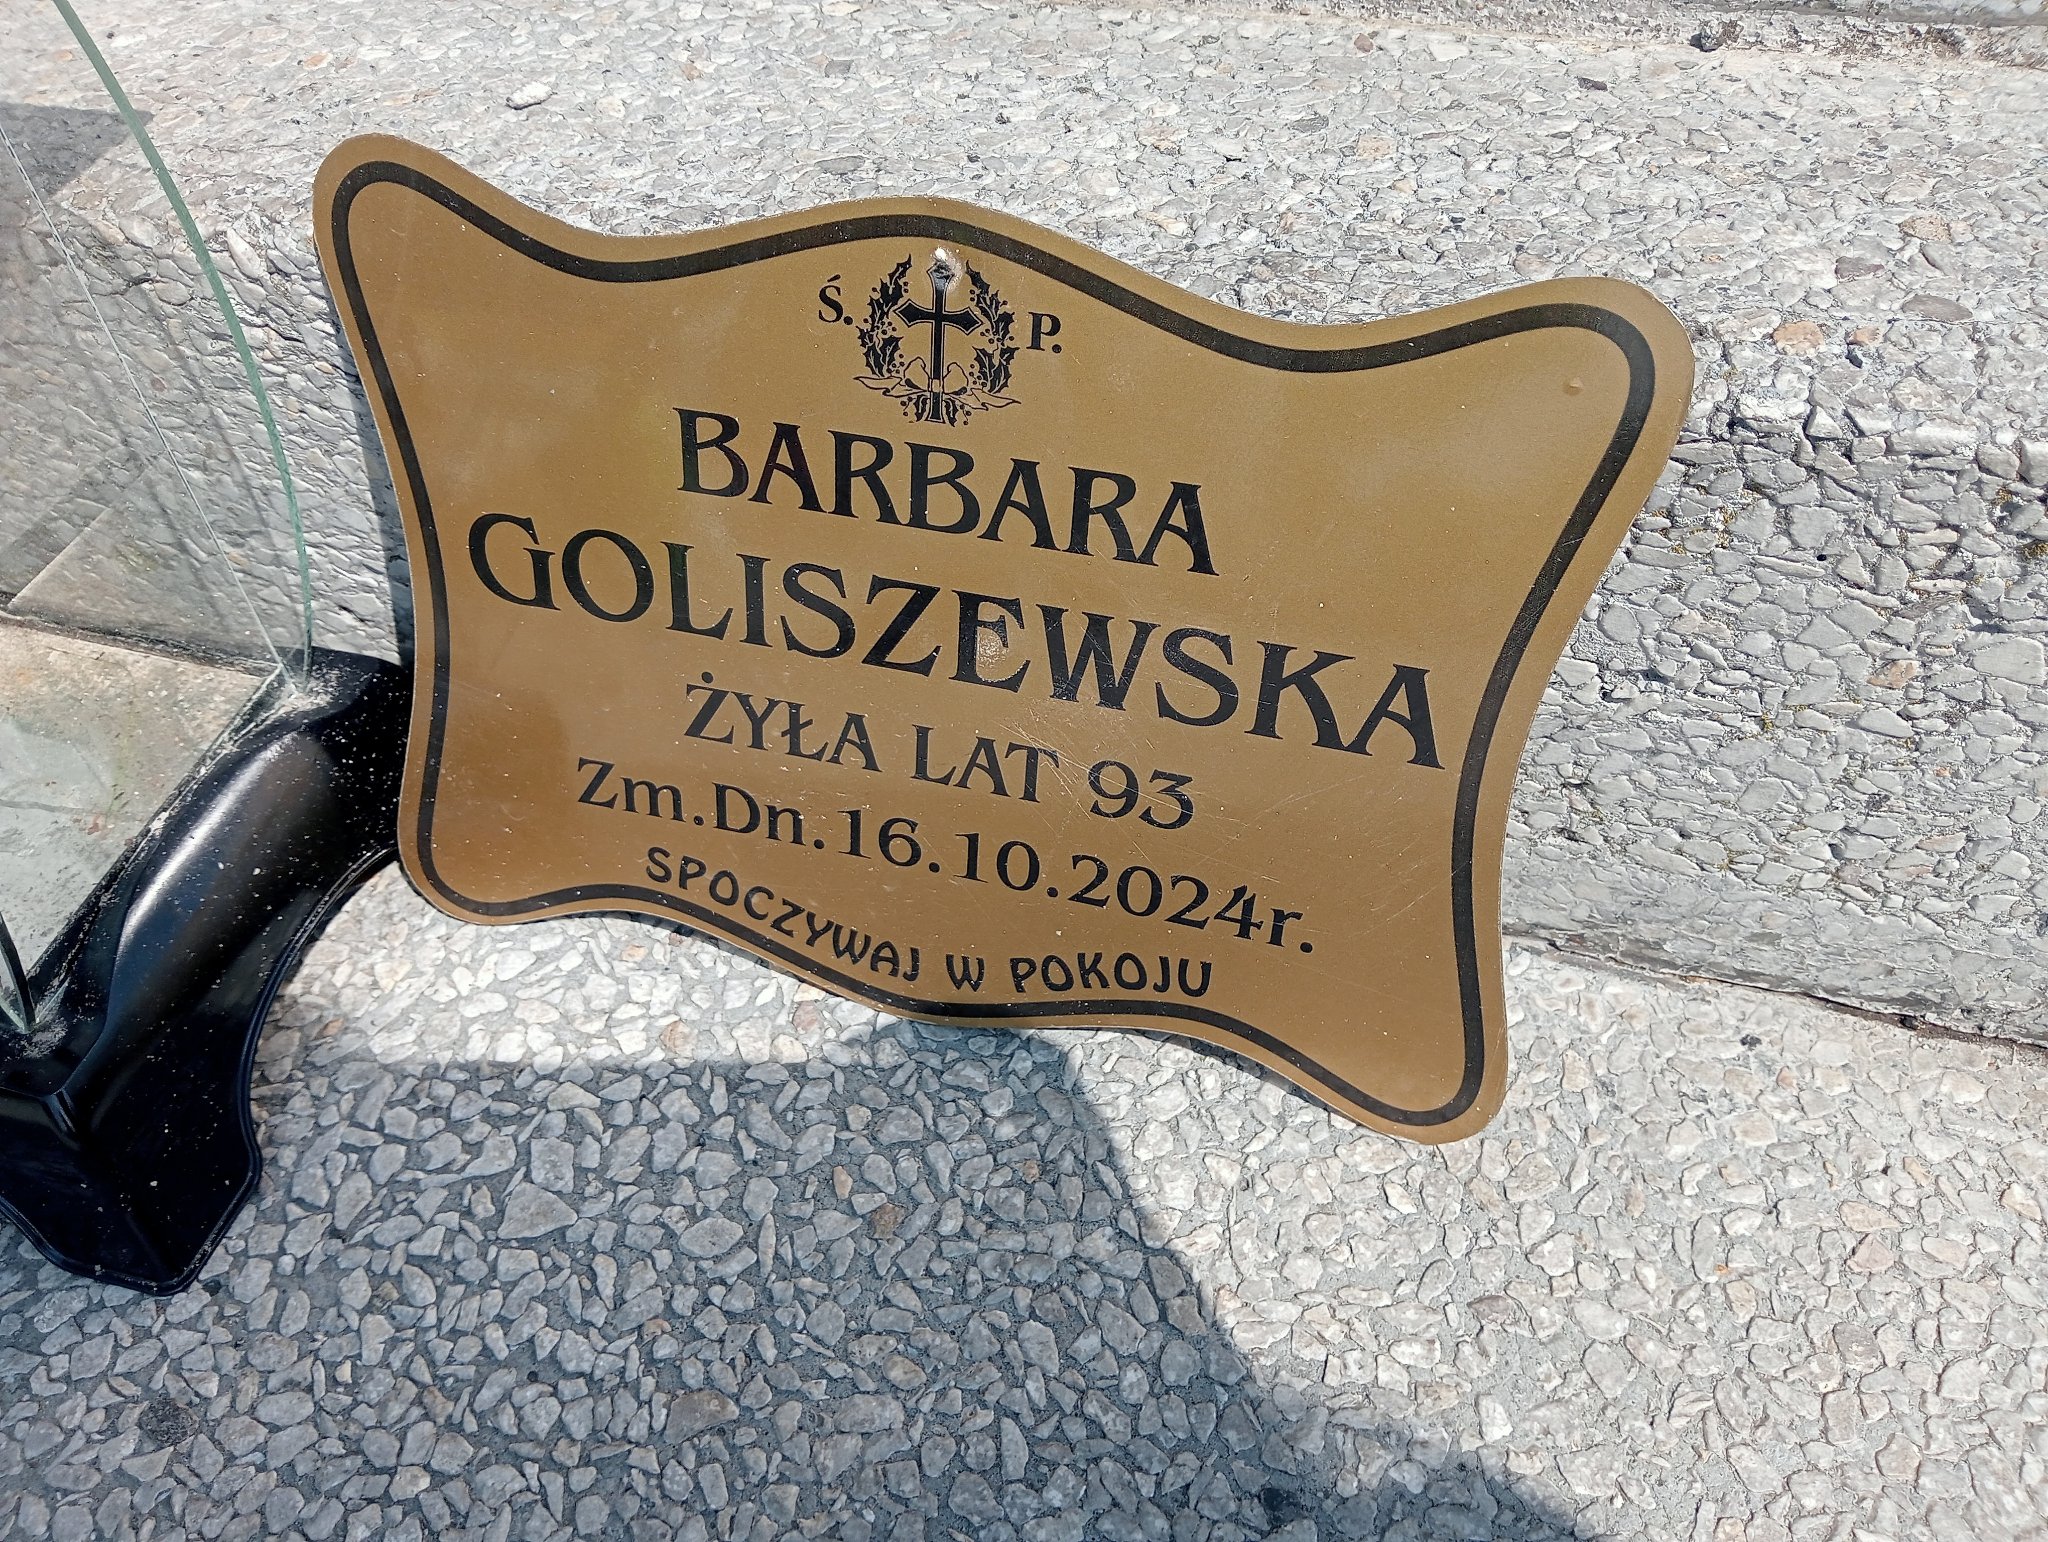 Ś. P.
BARBARA
GOLISZEWSKA
ŻYŁA LAT 93
Zm.Dn.16.10.2024r.
SPOCZYWAJ W POKOJU